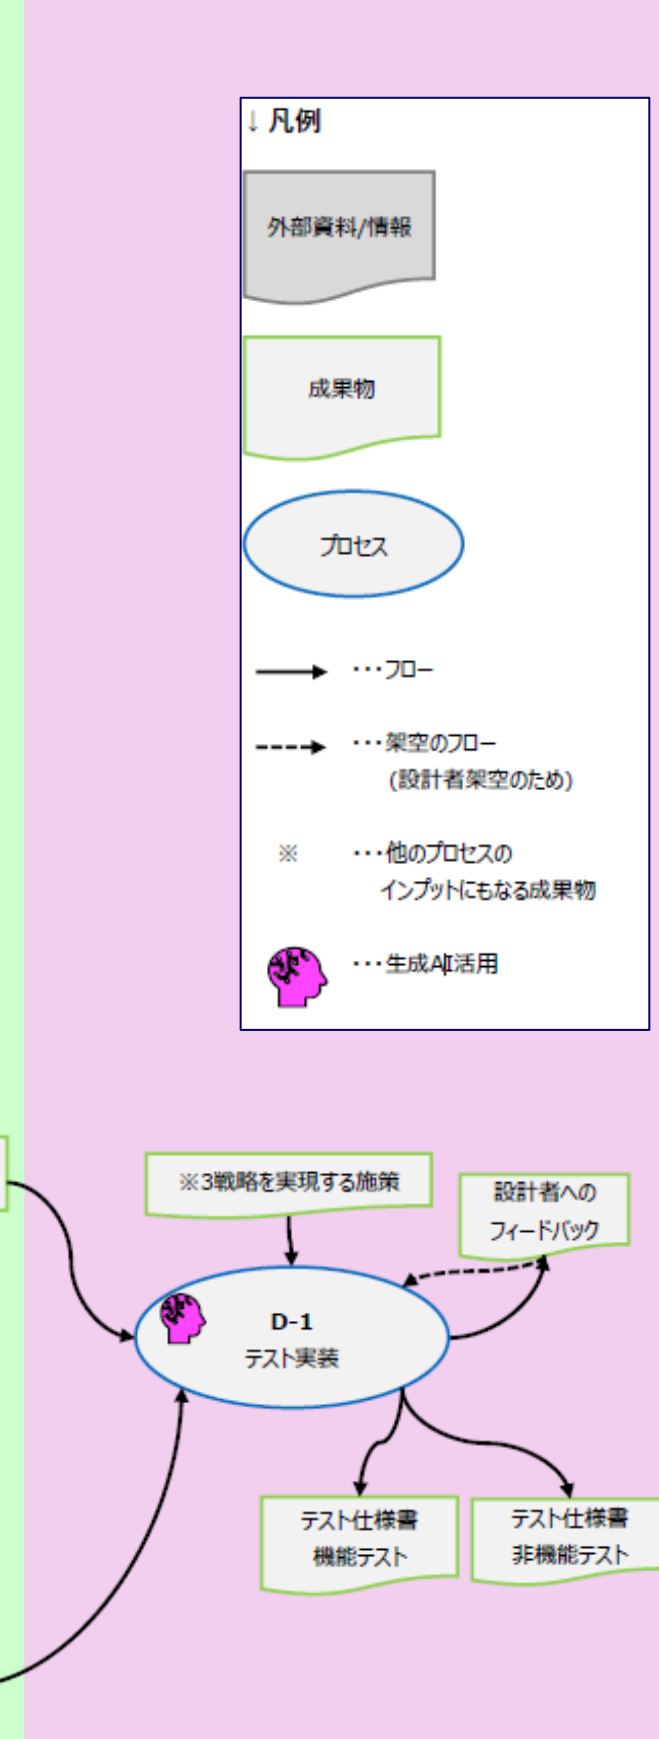 ↓凡例
外部資料/情報
成果物
プロセス
・・・フロー
・・・架空のフロー
(設計者架空のため)
※ ・・・他のプロセスの
インプットにもなる成果物
・・・生成AI活用
※3戦略を実現する施策
設計者への
フィードバック
D-1
テスト実装
テスト仕様書
機能テスト
テスト仕様書
非機能テスト